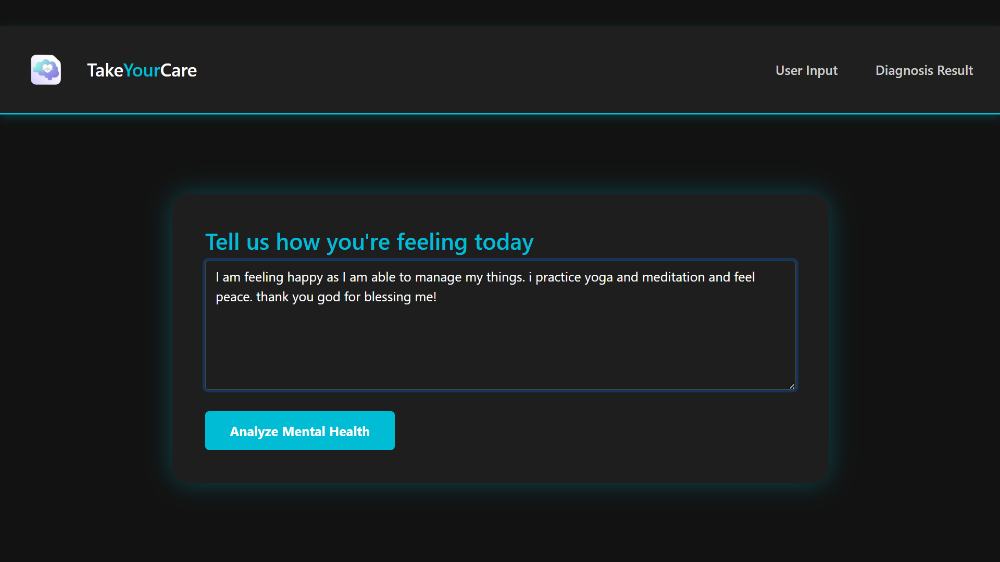 TakeYourCare
User Input
Diagnosis Result
Tell us how you're feeling today
I am feeling happy as I am able to manage my things. i practice yoga and meditation and feel
peace. thank you god for blessing me!
Analyze Mental Health